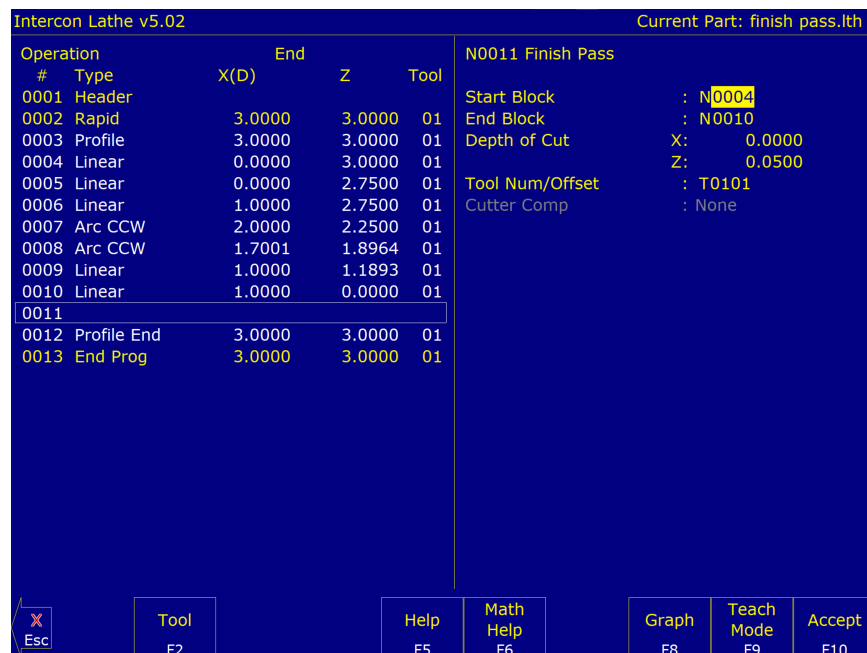 Intercon Lathe v5.02 Current Part: finish pass.lth
Operation End
# Type X(D) Z Tool
0001 Header
0002 Rapid 3.0000 3.0000 01
0003 Profile 3.0000 3.0000 01
0004 Linear 0.0000 3.0000 01
0005 Linear 0.0000 2.7500 01
0006 Linear 1.0000 2.7500 01
0007 Arc CCW 2.0000 2.2500 01
0008 Arc CCW 1.7001 1.8964 01
0009 Linear 1.0000 1.1893 01
0010 Linear 1.0000 0.0000 01
0011
0012 Profile End 3.0000 3.0000 01
0013 End Prog 3.0000 3.0000 01
N0011 Finish Pass
Start Block : N0004
End Block : N0010
Depth of Cut X: 0.0000
Z: 0.0500
Tool Num/Offset : T0101
Cutter Comp : None
X
Esc
Tool
F2
Help
F5
Math
Help
F6
Graph
F8
Teach
Mode
F9
Accept
F10